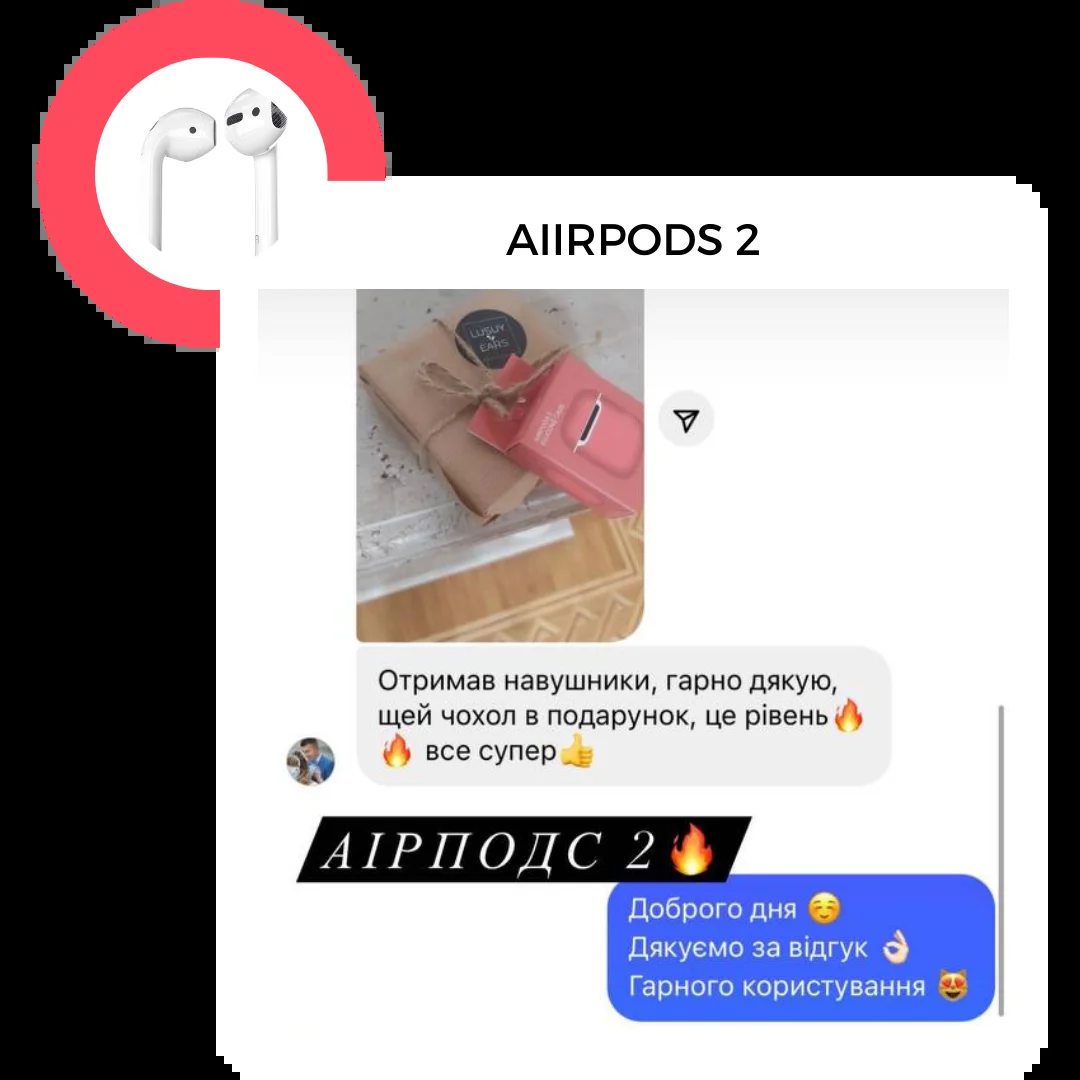 AIIRPODS 2
LUSUY
EARS
Отримав навушники, гарно дякую,
щей чохол в подарунок, це рівень🔥
🔥 все супер👍
АІРПОДС 2🔥
Доброго дня ☺️
Дякуємо за відгук 👌🏻
Гарного користування 😻